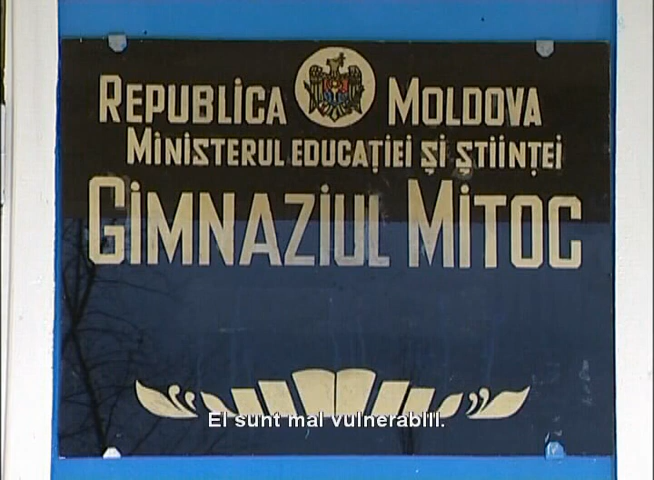 REPUBLICA MOLDOVA
MINISTERUL EDUCAȚIEI ȘI ȘTIINȚEI
GIMNAZIUL MITOC
Ei sunt mai vulnerabili.